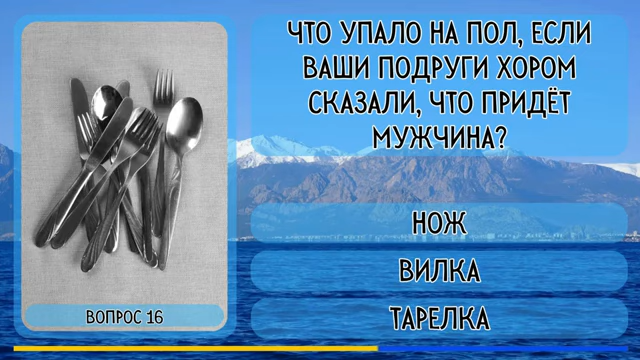 ЧТО УПАЛО НА ПОЛ, ЕСЛИ
ВАШИ ПОДРУГИ ХОРОМ
СКАЗАЛИ, ЧТО ПРИДЁТ
МУЖЧИНА?
НОЖ
ВИЛКА
ТАРЕЛКА
ВОПРОС 16